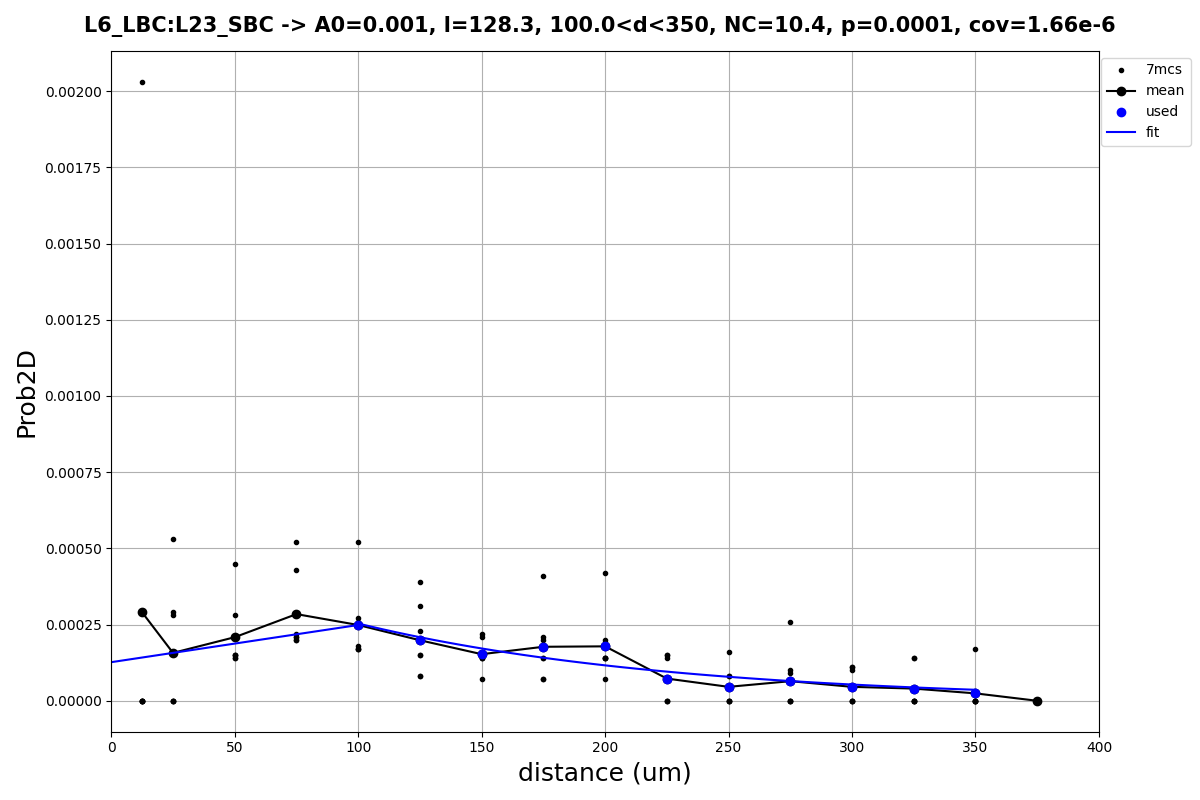 L6_LBC:L23_SBC -> A0=0.001, l=128.3, 100.0<d<350, NC=10.4, p=0.0001, cov=1.66e-6
7mcs
mean
used
fit
0.00200
0.00175
0.00150
0.00125
0.00100
0.00075
0.00050
0.00025
0.00000
Prob2D
0 50 100 150 200 250 300 350 400
distance (um)